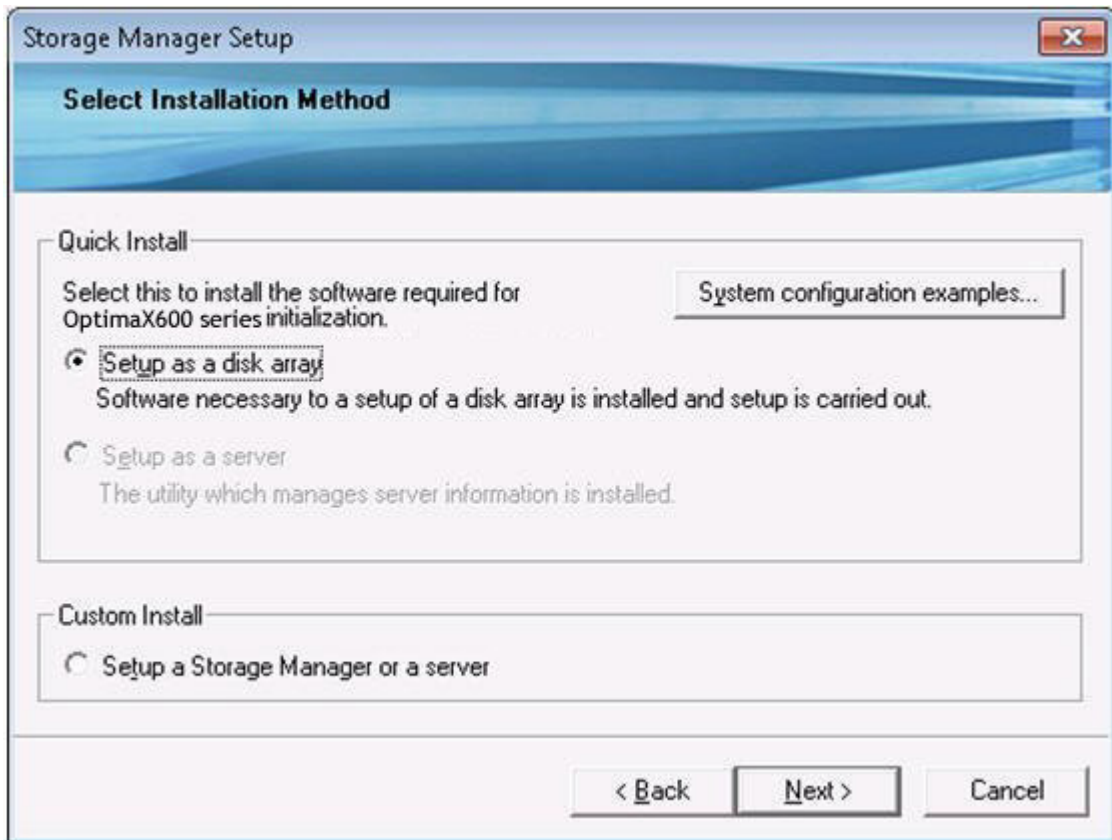 Storage Manager Setup
Select Installation Method
Quick Install
Select this to install the software required for
OptimaX600 series initialization.
System configuration examples...
Setup as a disk array
Software necessary to a setup of a disk array is installed and setup is carried out.
Setup as a server
The utility which manages server information is installed.
Custom Install
Setup a Storage Manager or a server
< Back
Next >
Cancel